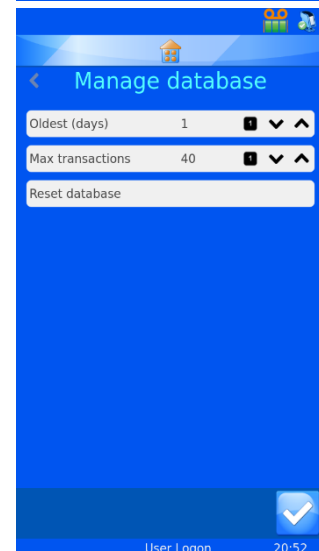 Manage database
Oldest (days) 1 1
Max transactions 40 1
Reset database
User Logon 20:52